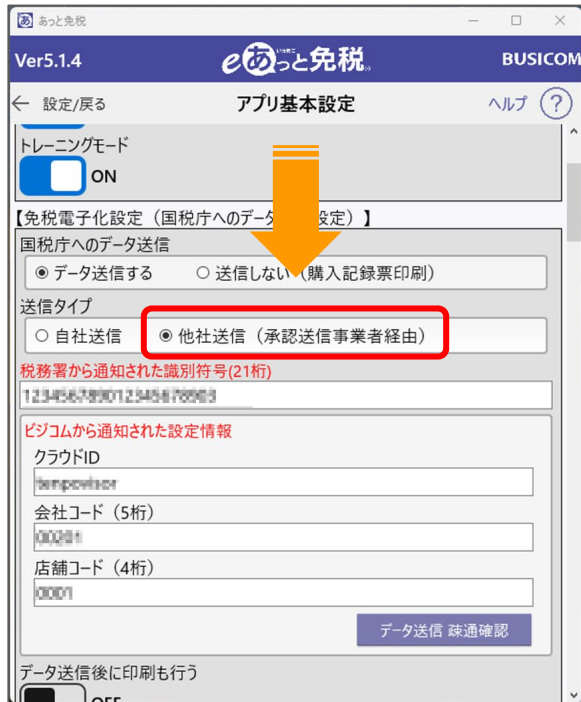 あっと免税
Ver5.1.4
eあっと免税
BUSICOM
設定/戻る
アプリ基本設定
ヘルプ ?
トレーニングモード
ON
【免税電子化設定（国税庁へのデータ 設定）】
国税庁へのデータ送信
データ送信する
送信しない（購入記録票印刷）
送信タイプ
自社送信
他社送信（承認送信事業者経由）
税務署から通知された識別符号(21桁)
ビジコムから通知された設定情報
クラウドID
会社コード（5桁）
店舗コード（4桁）
0001
データ送信 疎通確認
データ送信後に印刷も行う
OFF